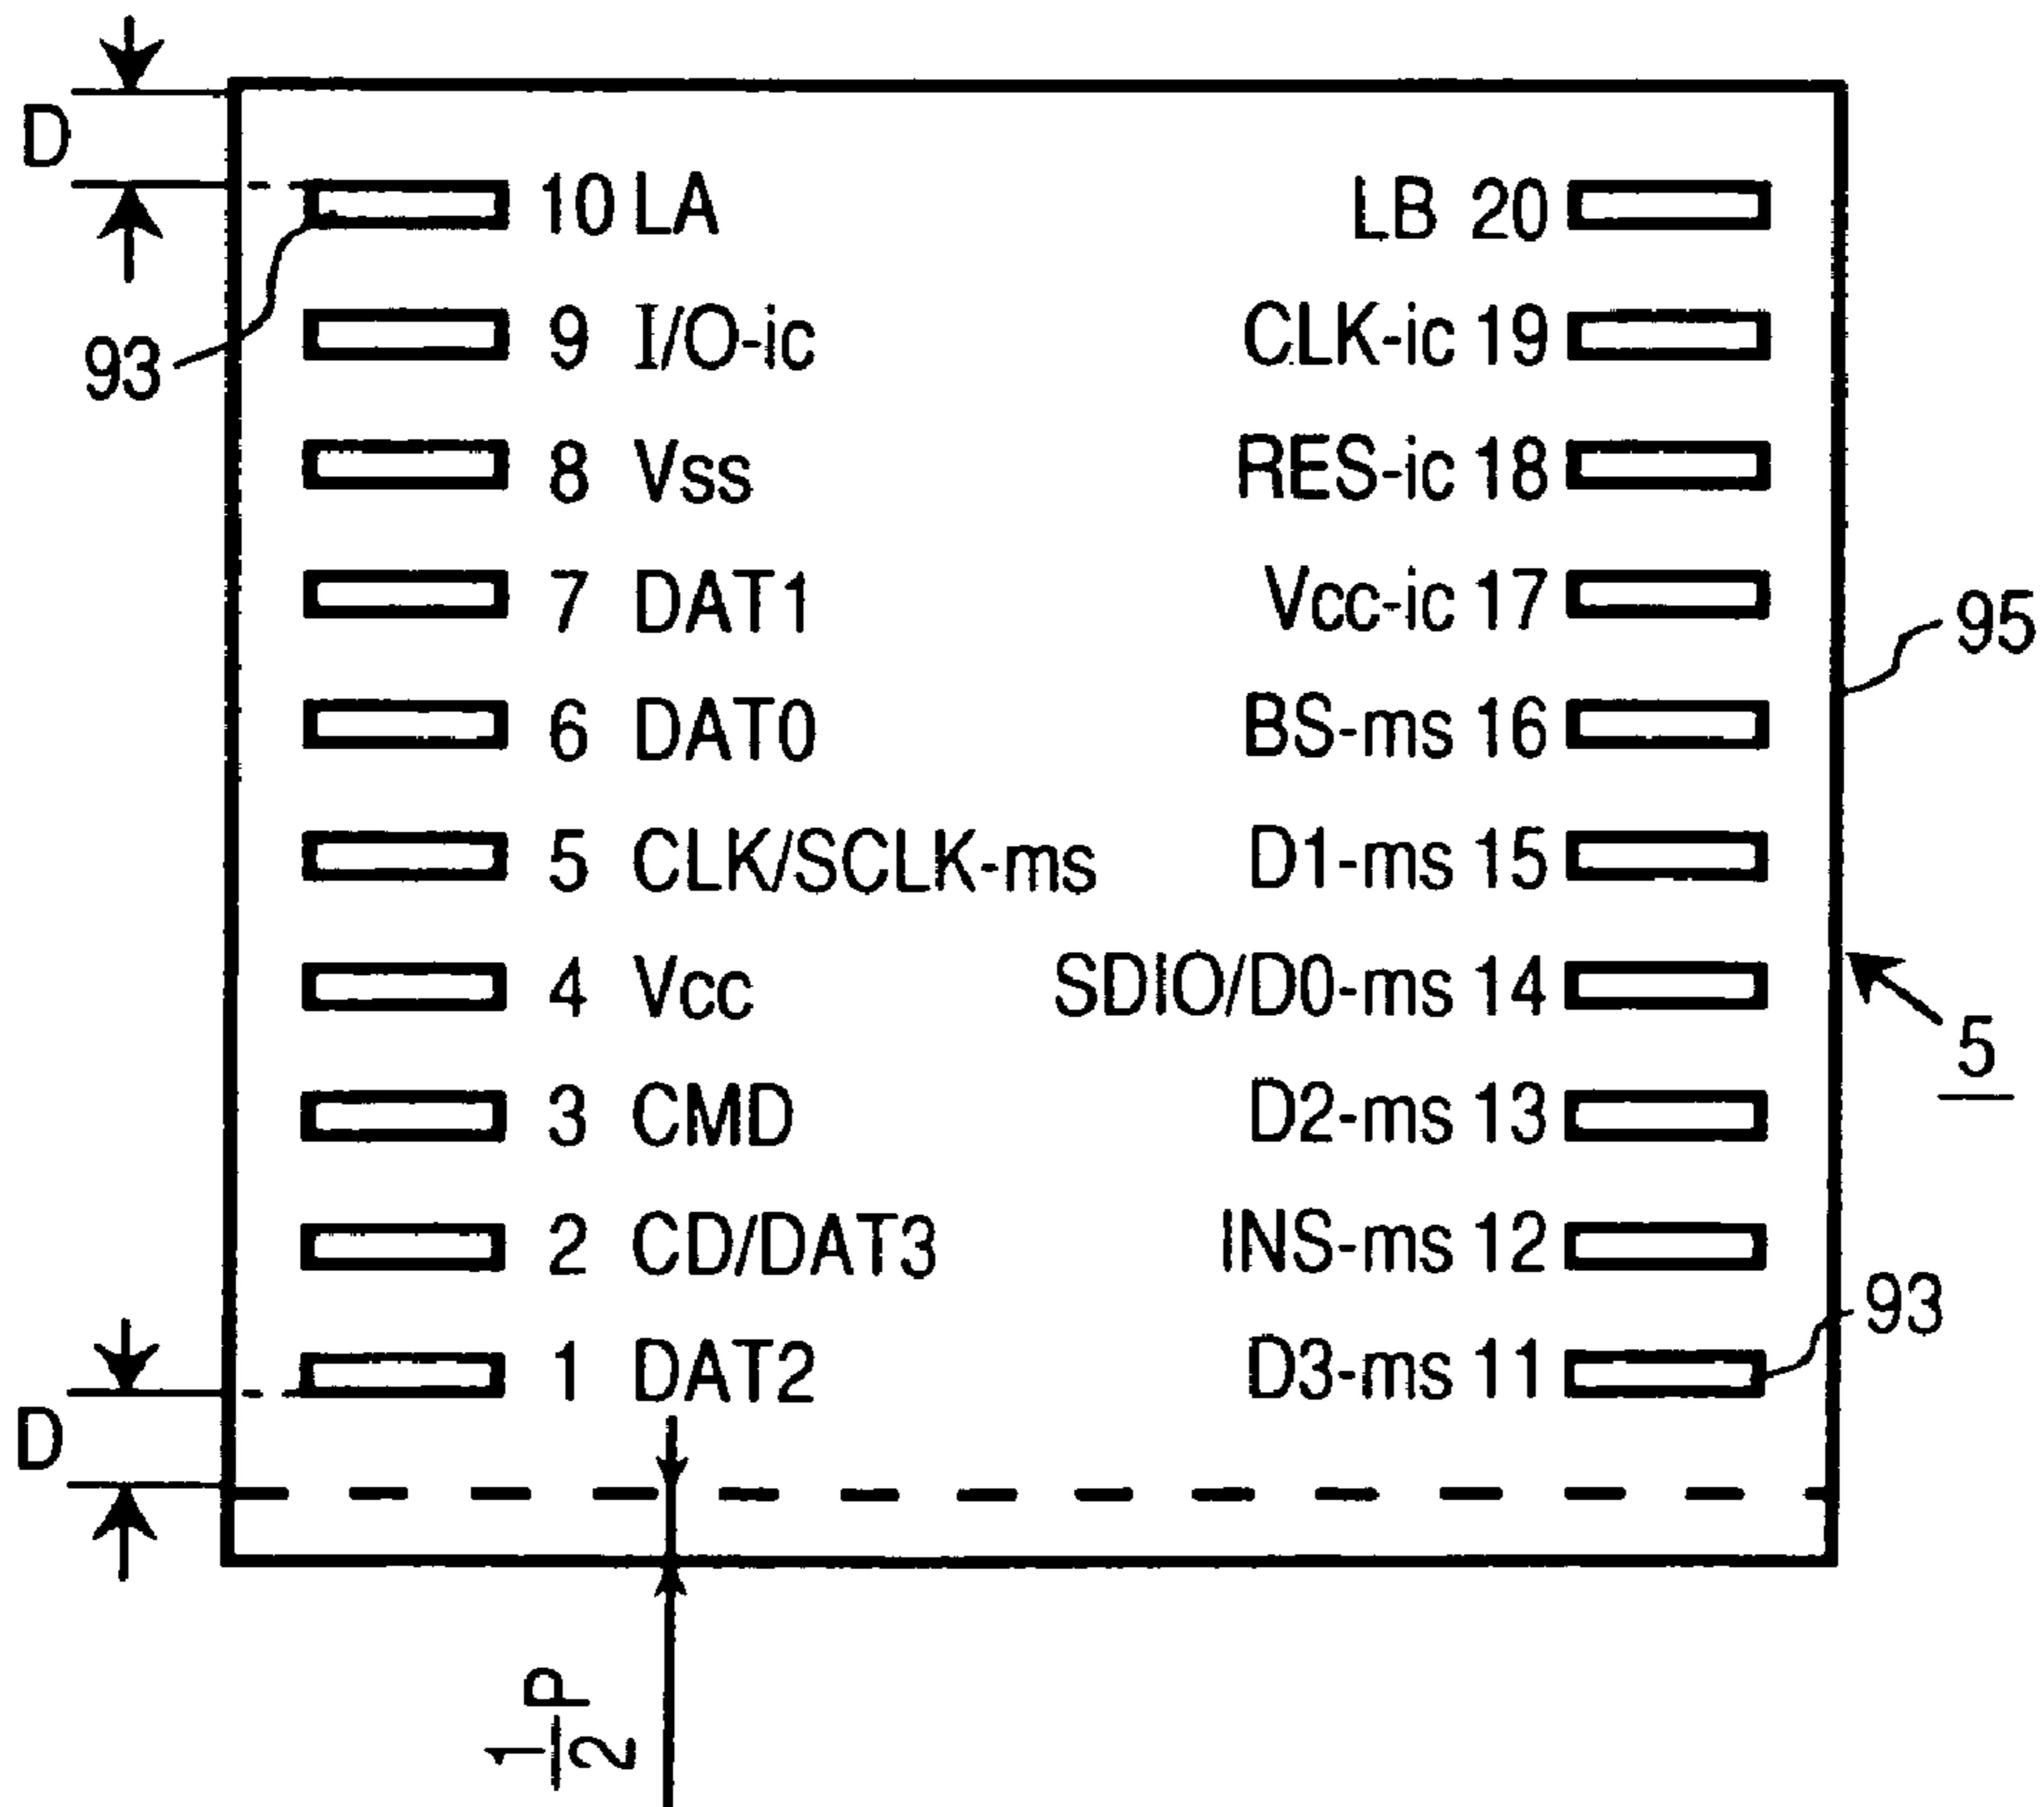 D
10 LA
LB 20
93
9 I/O-ic
CLK-ic 19
8 Vss
RES-ic 18
7 DAT1
Vcc-ic 17
95
6 DAT0
BS-ms 16
5 CLK/SCLK-ms
D1-ms 15
4 Vcc
SDIO/D0-ms 14
5
3 CMD
D2-ms 13
2 CD/DAT3
INS-ms 12
93
1 DAT2
D3-ms 11
D
1/2 P